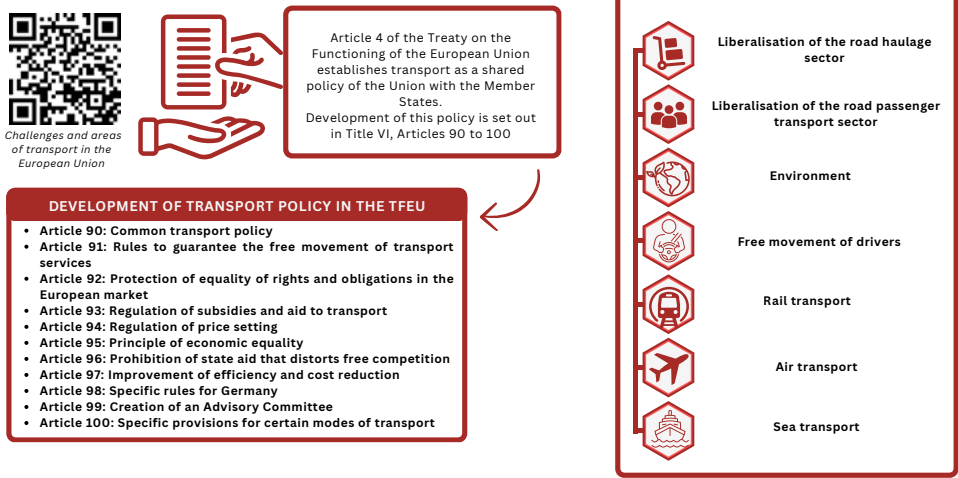 Challenges and areas
of transport in the
European Union
Article 4 of the Treaty on the
Functioning of the European Union
establishes transport as a shared
policy of the Union with the Member
States.
Development of this policy is set out
in Title VI, Articles 90 to 100
DEVELOPMENT OF TRANSPORT POLICY IN THE TFEU
• Article 90: Common transport policy
• Article 91: Rules to guarantee the free movement of transport
services
• Article 92: Protection of equality of rights and obligations in the
European market
• Article 93: Regulation of subsidies and aid to transport
• Article 94: Regulation of price setting
• Article 95: Principle of economic equality
• Article 96: Prohibition of state aid that distorts free competition
• Article 97: Improvement of efficiency and cost reduction
• Article 98: Specific rules for Germany
• Article 99: Creation of an Advisory Committee
• Article 100: Specific provisions for certain modes of transport
Liberalisation of the road haulage
sector
Liberalisation of the road passenger
transport sector
Environment
Free movement of drivers
Rail transport
Air transport
Sea transport